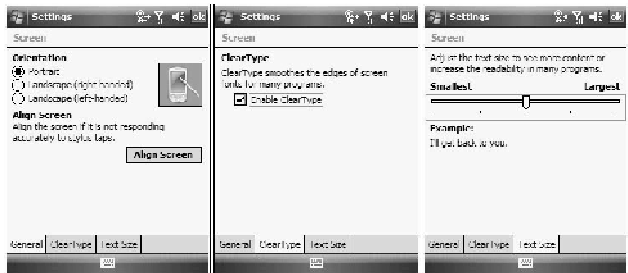 Settings
ok
Screen
Orientation
Portrait
Landscape (right-handed)
Landscape (left-handed)
Align Screen
Align the screen if it is not responding
accurately to stylus taps.
Align Screen
General ClearType Text Size
Settings
ok
Screen
ClearType
ClearType smoothes the edges of screen
fonts for many programs.
Enable ClearType
General ClearType Text Size
Settings
ok
Screen
Adjust the text size to see more content or
increase the readability in many programs.
Smallest Largest
Example:
I'll get back to you.
General ClearType Text Size